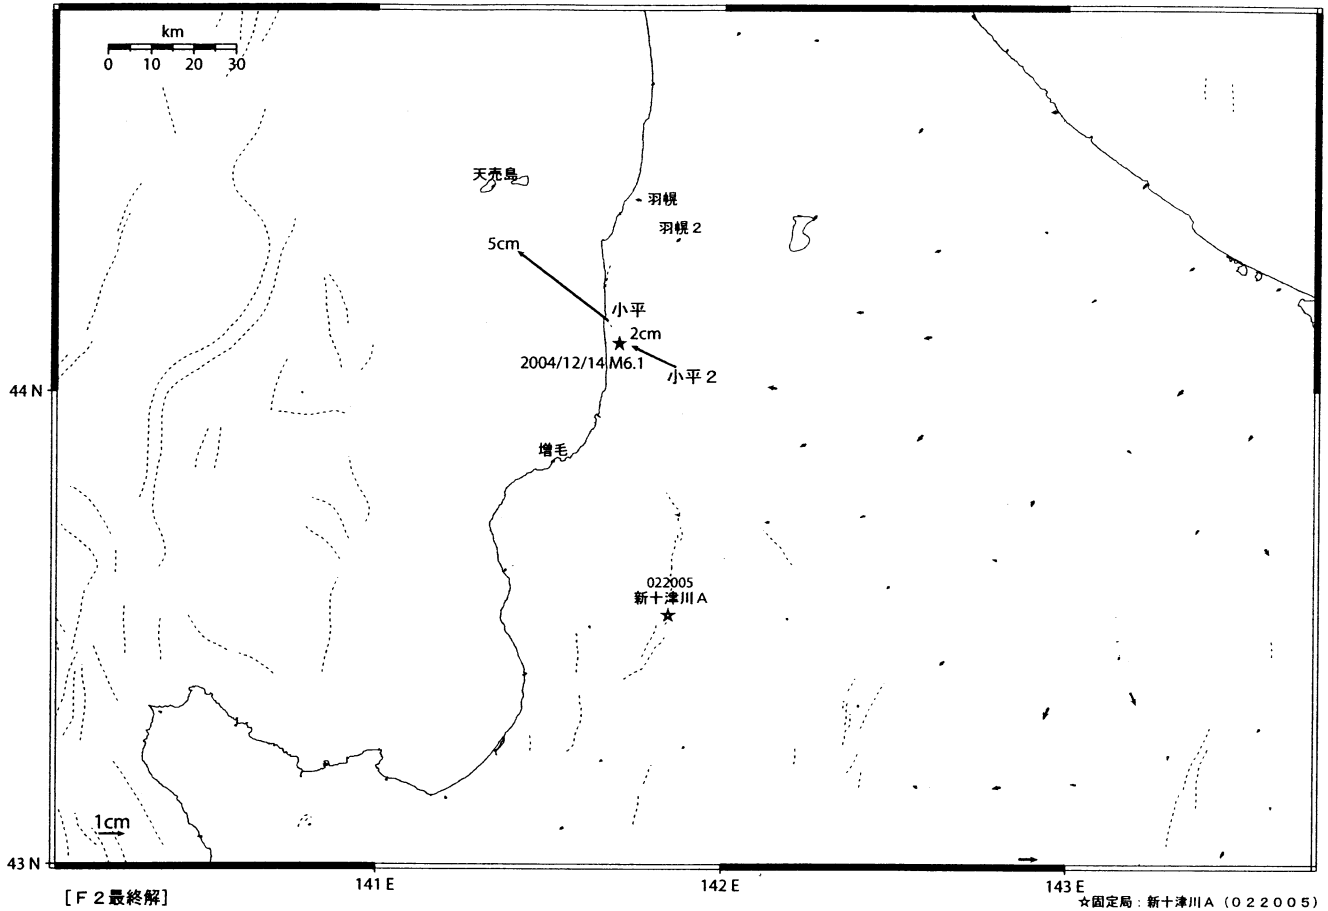 km
0 10 20 30
天売島
羽幌
羽幌２
5cm
小平
2cm
2004/12/14 M6.1
小平２
44 N
増毛
022005
新十津川Ａ
1cm
43 N
141 E
142 E
143 E
［Ｆ２最終解］
☆固定局：新十津川Ａ（０２２００５）